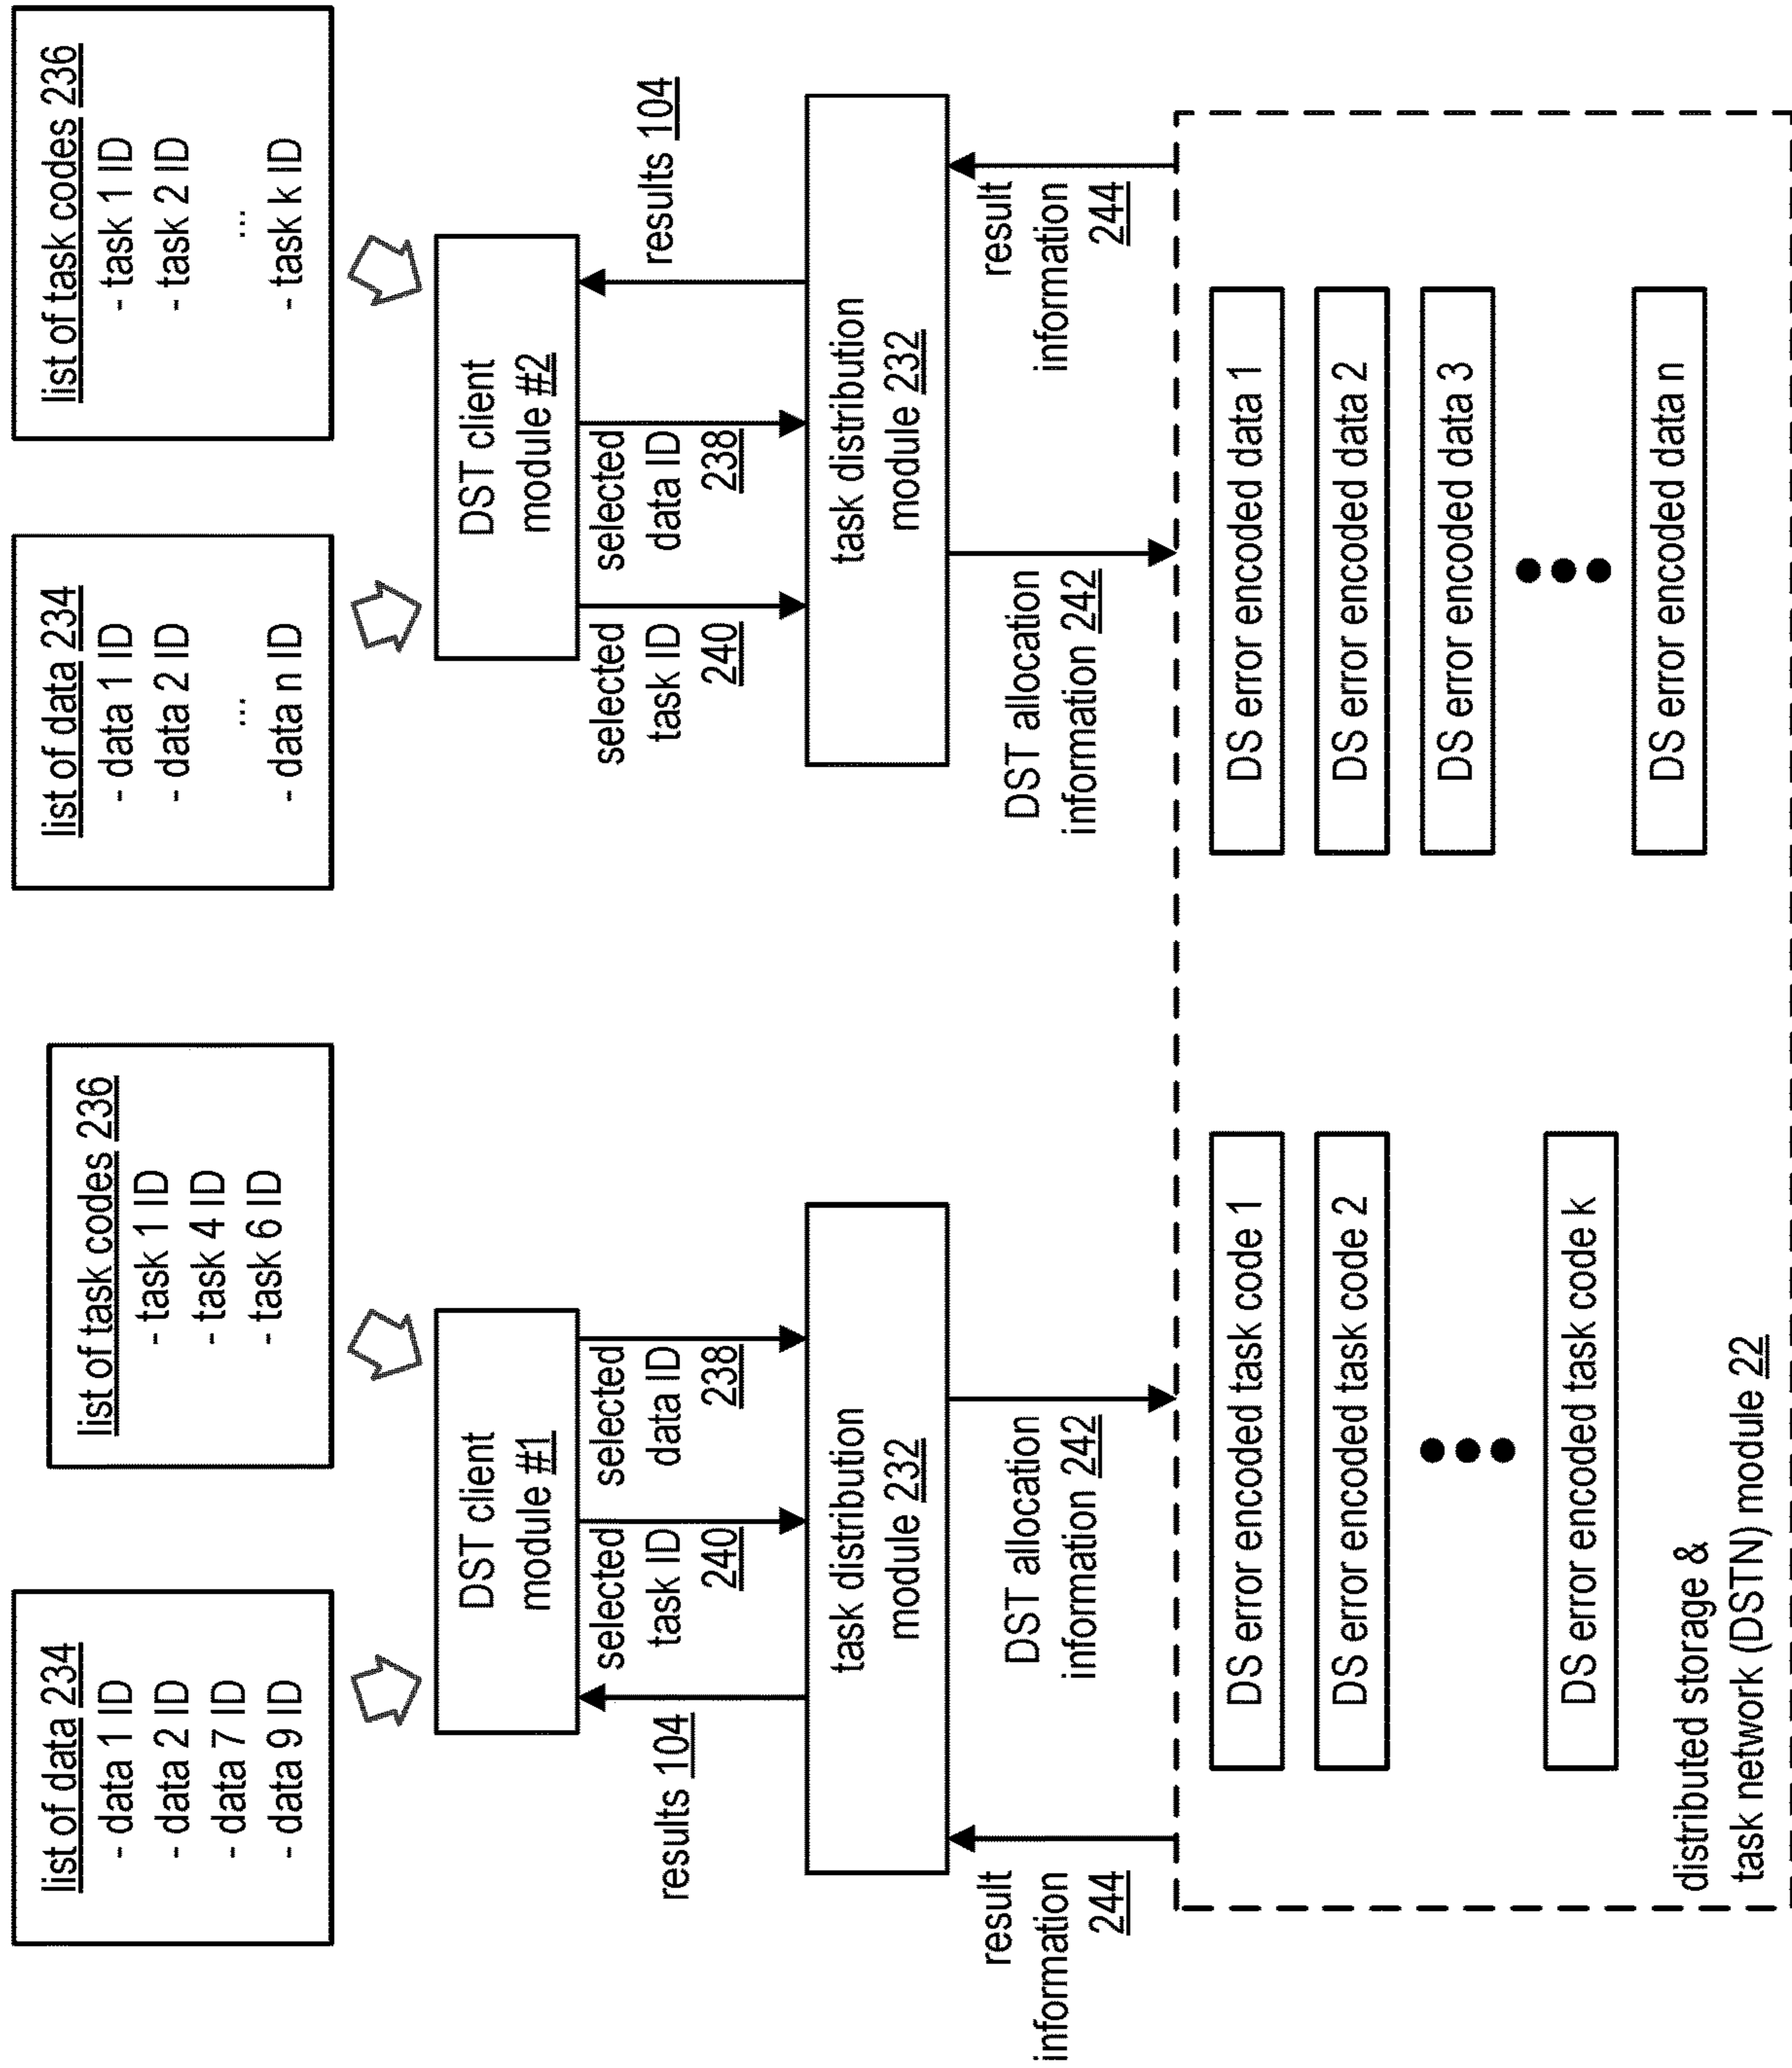 list of data 234
- data 1 ID
- data 2 ID
- data 7 ID
- data 9 ID
list of task codes 236
- task 1 ID
- task 4 ID
- task 6 ID
list of data 234
- data 1 ID
- data 2 ID
...
- data n ID
list of task codes 236
- task 1 ID
- task 2 ID
...
- task k ID
DST client
module #1
DST client
module #2
results 104
selected
task ID
240
selected
data ID
238
selected
task ID
240
selected
data ID
238
results 104
task distribution
module 232
task distribution
module 232
result
information
244
DST allocation
information 242
DST allocation
information 242
result
information
244
DS error encoded task code 1
DS error encoded task code 2
DS error encoded task code k
DS error encoded data 1
DS error encoded data 2
DS error encoded data 3
DS error encoded data n
distributed storage &
task network (DSTN) module 22